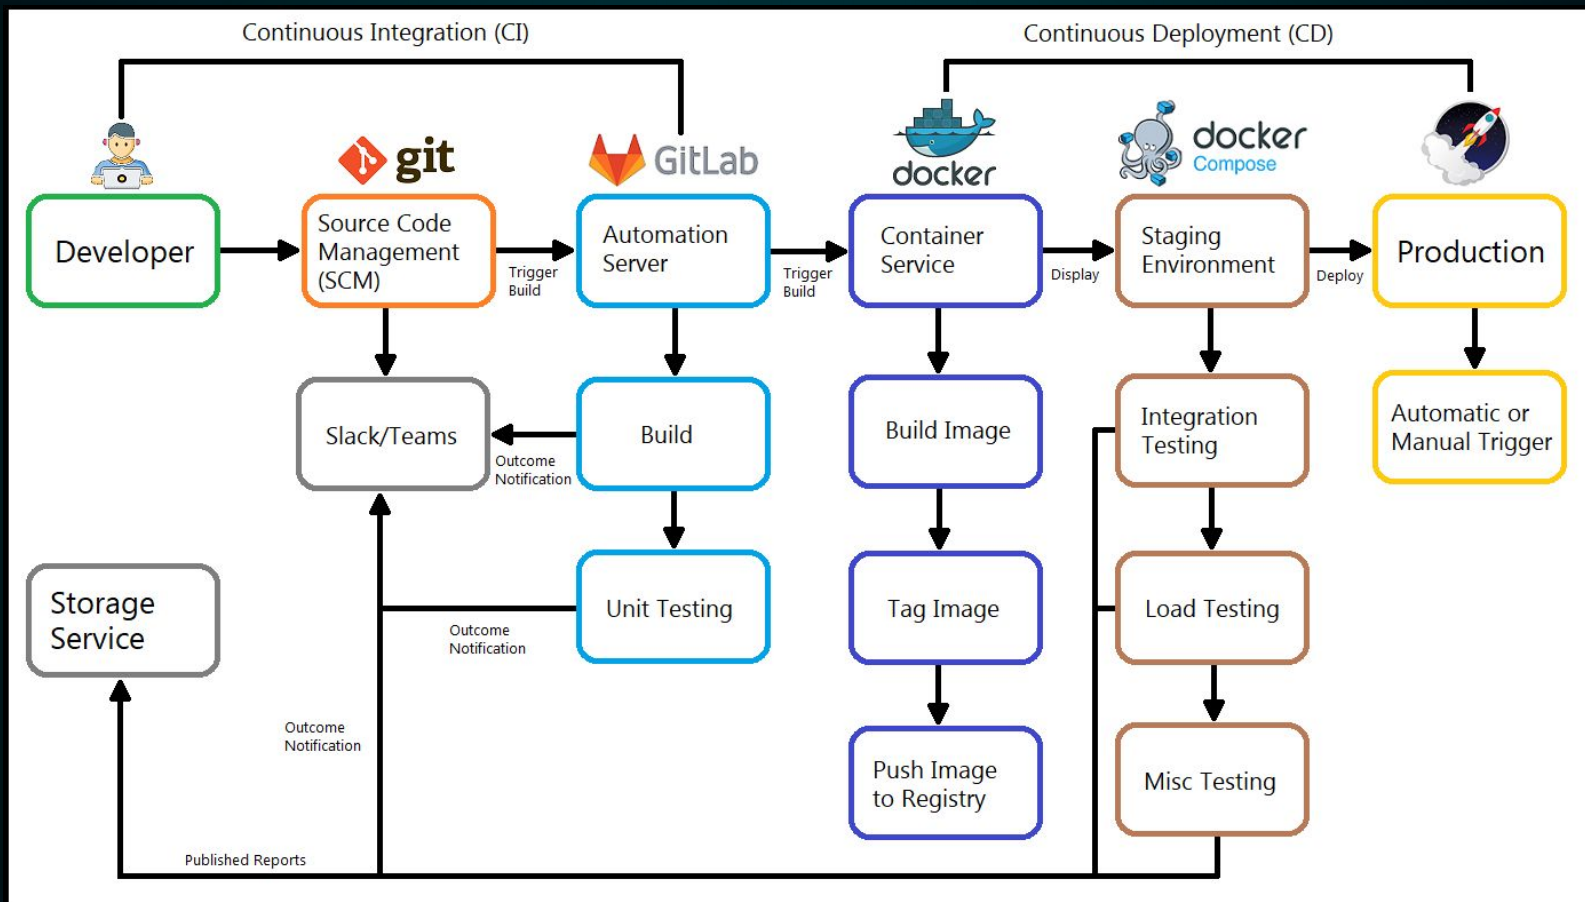 Continuous Integration (CI)
Continuous Deployment (CD)
git
GitLab
docker
docker
Compose
Developer
Source Code
Management
(SCM)
Trigger
Build
Automation
Server
Trigger
Build
Container
Service
Display
Staging
Environment
Deploy
Production
Slack/Teams
Outcome
Notification
Build
Build Image
Integration
Testing
Automatic or
Manual Trigger
Storage
Service
Outcome
Notification
Unit Testing
Tag Image
Load Testing
Outcome
Notification
Push Image
to Registry
Misc Testing
Published Reports